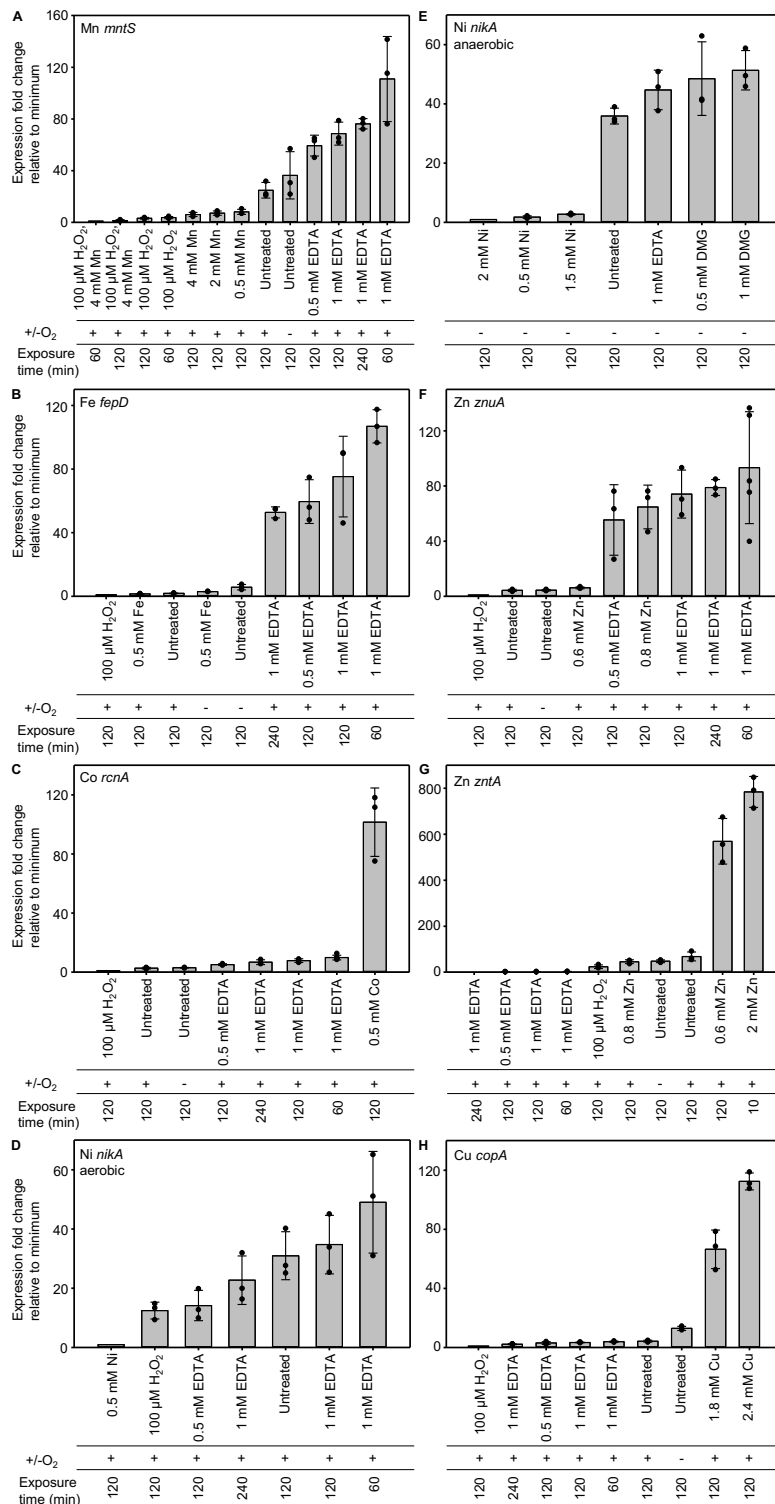 A
Mn mntS
Expression fold change
relative to minimum
160
120
80
40
0
100 µM H2O2,
4 mM Mn
100 µM H2O2,
4 mM Mn
100 µM H2O2
100 µM H2O2
4 mM Mn
2 mM Mn
0.5 mM Mn
Untreated
Untreated
0.5 mM EDTA
1 mM EDTA
1 mM EDTA
1 mM EDTA
+/-O2 + + + + + + + + - + + + +
Exposure
time (min) 60 120 120 60 120 120 120 120 120 120 120 240 60
B
Fe fepD
Expression fold change
relative to minimum
120
80
40
0
100 µM H2O2
0.5 mM Fe
Untreated
0.5 mM Fe
Untreated
1 mM EDTA
0.5 mM EDTA
1 mM EDTA
1 mM EDTA
+/-O2 + + + - - + + + +
Exposure
time (min) 120 120 120 120 120 240 120 120 60
C
Co rcnA
Expression fold change
relative to minimum
120
80
40
0
100 µM H2O2
Untreated
Untreated
0.5 mM EDTA
1 mM EDTA
1 mM EDTA
1 mM EDTA
0.5 mM Co
+/-O2 + + - + + + + +
Exposure
time (min) 120 120 120 120 240 120 60 120
D
Ni nikA
aerobic
Expression fold change
relative to minimum
60
40
20
0
0.5 mM Ni
100 µM H2O2
0.5 mM EDTA
1 mM EDTA
Untreated
1 mM EDTA
1 mM EDTA
+/-O2 + + + + + + +
Exposure
time (min) 120 120 120 240 120 120 60
E
Ni nikA
anaerobic
60
40
20
0
2 mM Ni
0.5 mM Ni
1.5 mM Ni
Untreated
1 mM EDTA
0.5 mM DMG
1 mM DMG
- - - - - - -
120 120 120 120 120 120 120
F
Zn znuA
120
80
40
0
100 µM H2O2
Untreated
Untreated
0.6 mM Zn
0.5 mM EDTA
0.8 mM Zn
1 mM EDTA
1 mM EDTA
1 mM EDTA
+ + - + + + + + +
120 120 120 120 120 120 120 240 60
G
Zn zntA
800
600
400
200
0
1 mM EDTA
0.5 mM EDTA
1 mM EDTA
1 mM EDTA
100 µM H2O2
0.8 mM Zn
Untreated
Untreated
0.6 mM Zn
2 mM Zn
+ + + + + + - + + +
240 120 120 60 120 120 120 120 120 10
H
Cu copA
120
80
40
0
100 µM H2O2
1 mM EDTA
0.5 mM EDTA
1 mM EDTA
1 mM EDTA
Untreated
Untreated
1.8 mM Cu
2.4 mM Cu
+ + + + + + - + +
120 240 120 120 60 120 120 120 120